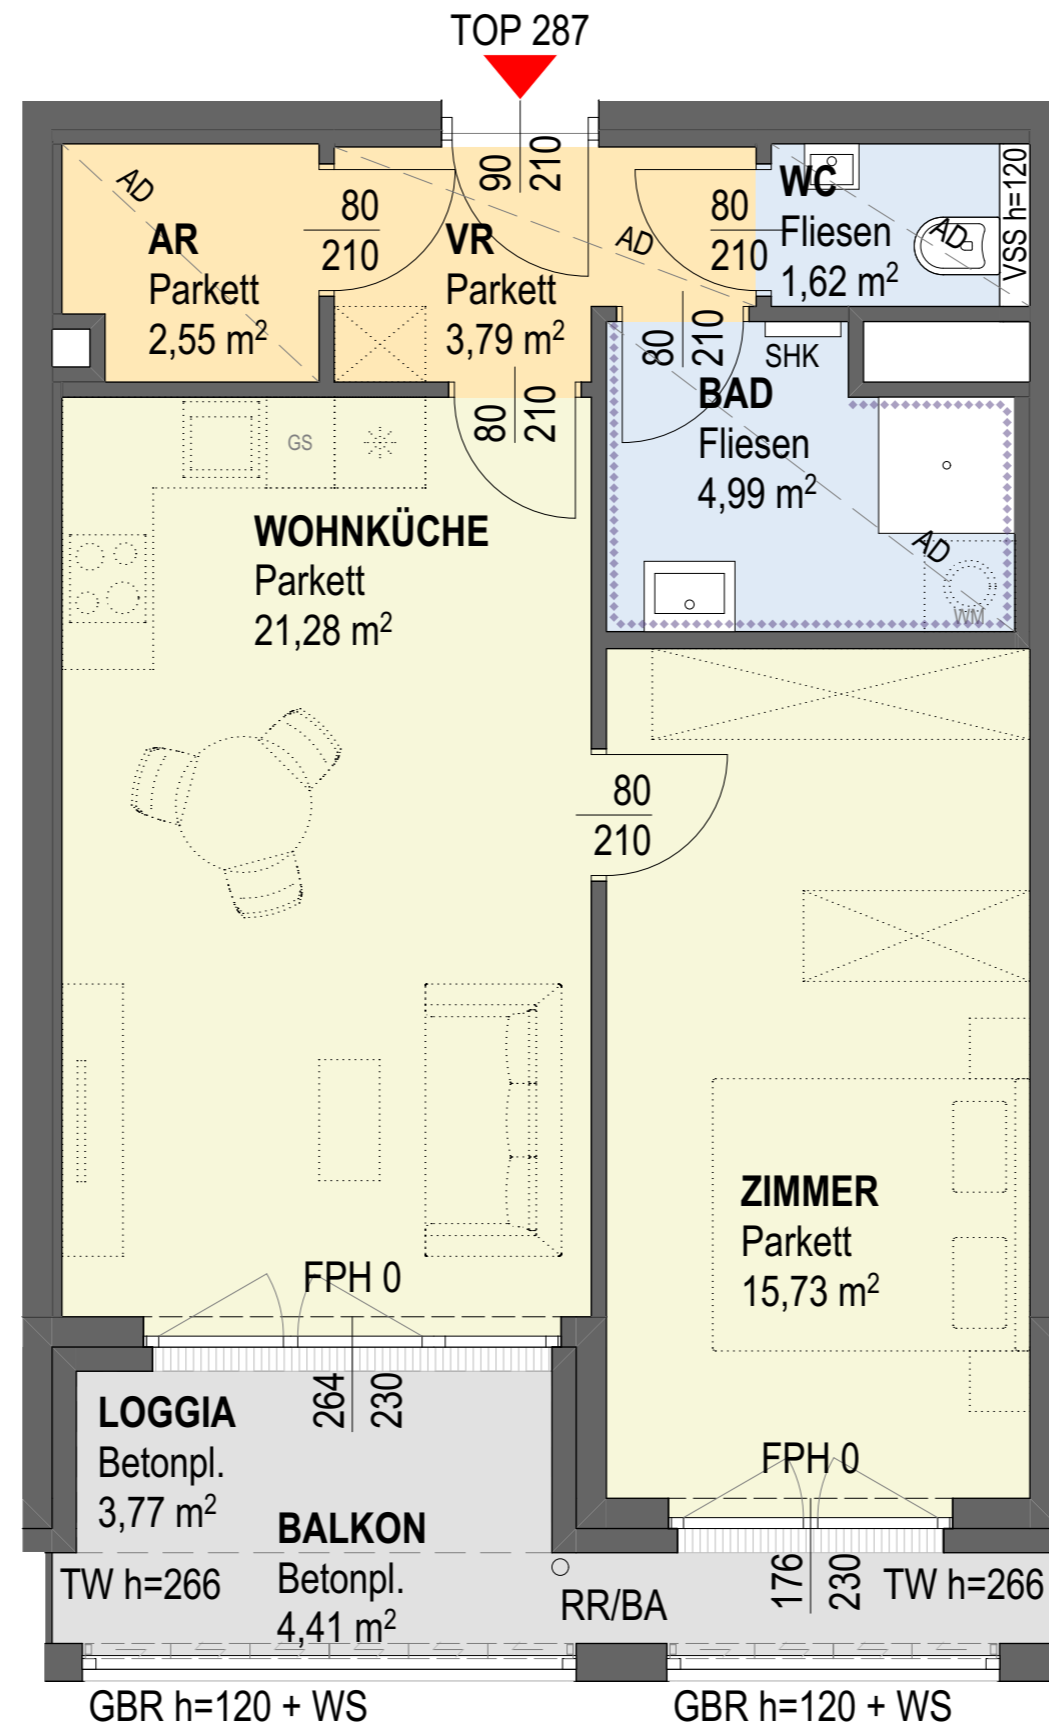 TOP 287
90
210
AD
AR
Parkett
2,55 m²
80
210
VR
Parkett
3,79 m²
AD
80
210
WC
Fliesen
1,62 m²
AD
VSS h=120
80
210
SHK
BAD
Fliesen
4,99 m²
AD
WM
80
210
GS
WOHNKÜCHE
Parkett
21,28 m²
80
210
ZIMMER
Parkett
15,73 m²
FPH 0
264
230
FPH 0
176
230
LOGGIA
Betonpl.
3,77 m²
BALKON
Betonpl.
4,41 m²
TW h=266
RR/BA
TW h=266
GBR h=120 + WS
GBR h=120 + WS